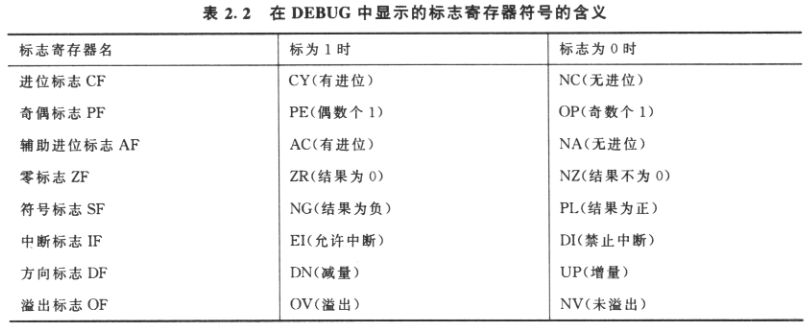 表 2.2 在 DEBUG 中显示的标志寄存器符号的含义
标志寄存器名 标为 1 时 标志为 0 时
进位标志 CF CY(有进位) NC(无进位)
奇偶标志 PF PE(偶数个 1) OP(奇数个 1)
辅助进位标志 AF AC(有进位) NA(无进位)
零标志 ZF ZR(结果为 0) NZ(结果不为 0)
符号标志 SF NG(结果为负) PL(结果为正)
中断标志 IF EI(允许中断) DI(禁止中断)
方向标志 DF DN(减量) UP(增量)
溢出标志 OF OV(溢出) NV(未溢出)